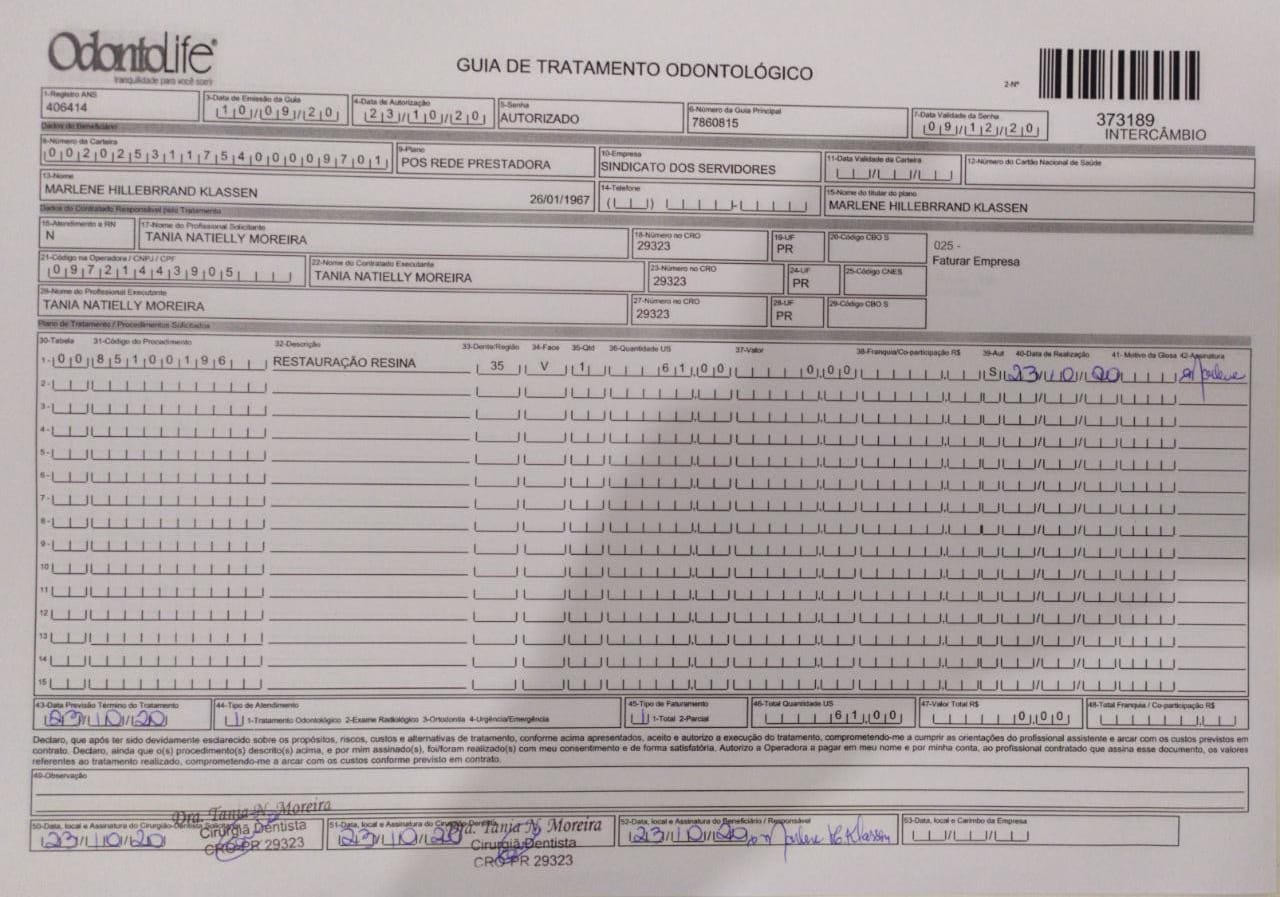 OdontoLife
tranquilidade para você sorrir
GUIA DE TRATAMENTO ODONTOLÓGICO
2-Nº
373189
INTERCÂMBIO
1-Registro ANS
406414
3-Data de Emissão da Guia
10/09/20
4-Data de Autorização
23/10/20
5-Senha
AUTORIZADO
6-Número da Guia Principal
7860815
7-Data Validade da Senha
09/12/20
Dados do Beneficiário
8-Número da Carteira
00202531175400009701
9-Plano
POS REDE PRESTADORA
10-Empresa
SINDICATO DOS SERVIDORES
11-Data Validade da Carteira
12-Número do Cartão Nacional de Saúde
13-Nome
MARLENE HILLEBRRAND KLASSEN 26/01/1967
14-Telefone
15-Nome do titular do plano
MARLENE HILLEBRRAND KLASSEN
Dados do Contratado Responsável pelo Tratamento
16-Atendimento a RN
N
17-Nome do Profissional Solicitante
TANIA NATIELLY MOREIRA
18-Número no CRO
29323
19-UF
PR
20-Código CBO S
025 -
Faturar Empresa
21-Código na Operadora / CNPJ / CPF
09721443905
22-Nome do Contratado Executante
TANIA NATIELLY MOREIRA
23-Número no CRO
29323
24-UF
PR
25-Código CNES
26-Nome do Profissional Executante
TANIA NATIELLY MOREIRA
27-Número no CRO
29323
28-UF
PR
29-Código CBO S
Plano de Tratamento / Procedimentos Solicitados
30-Tabela 31-Código do Procedimento 32-Descrição 33-Dente/Região 34-Face 35-Qtd 36-Quantidade US 37-Valor 38-Franquia/Co-participação R$ 39-Aut 40-Data de Realização 41- Motivo da Glosa 42-Assinatura
1- 00 85100196 RESTAURAÇÃO RESINA 35 V 1 61,00 0,00 S 23/10/20 Marlene
2-
3-
4-
5-
6-
7-
8-
9-
10
11
12
13
14
15
43-Data Previsão Término do Tratamento
23/10/20
44-Tipo de Atendimento
1 1-Tratamento Odontológico 2-Exame Radiológico 3-Ortodontia 4-Urgência/Emergência
45-Tipo de Faturamento
1 1-Total 2-Parcial
46-Total Quantidade US
61,00
47-Valor Total R$
0,00
48-Total Franquia / Co-participação R$
Declaro, que após ter sido devidamente esclarecido sobre os propósitos, riscos, custos e alternativas de tratamento, conforme acima apresentados, aceito e autorizo a execução do tratamento, comprometendo-me a cumprir as orientações do profissional assistente e arcar com os custos previstos em
contrato. Declaro, ainda que o(s) procedimento(s) descrito(s) acima, e por mim assinado(s), foi/foram realizado(s) com meu consentimento e de forma satisfatória. Autorizo a Operadora a pagar em meu nome e por minha conta, ao profissional contratado que assina esse documento, os valores
referentes ao tratamento realizado, comprometendo-me a arcar com os custos conforme previsto em contrato.
49-Observação
50-Data, local e Assinatura do Cirurgião-Dentista Solicitante
23/10/20
Dra. Tania N. Moreira
Cirurgiã Dentista
CRO-PR 29323
51-Data, local e Assinatura do Cirurgião-Dentista
23/10/20
Dra. Tania N. Moreira
Cirurgiã Dentista
CRO-PR 29323
52-Data, local e Assinatura do Beneficiário / Responsável
23/10/20 Marlene H. Klassen
53-Data, local e Carimbo da Empresa